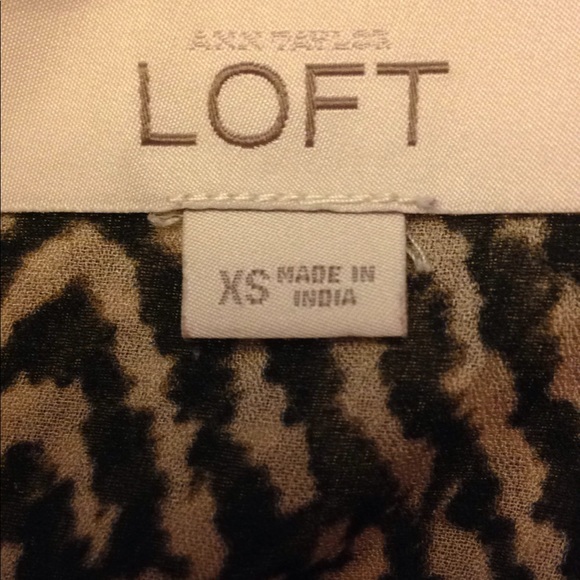 ANN TAYLOR
LOFT
XS MADE IN
INDIA